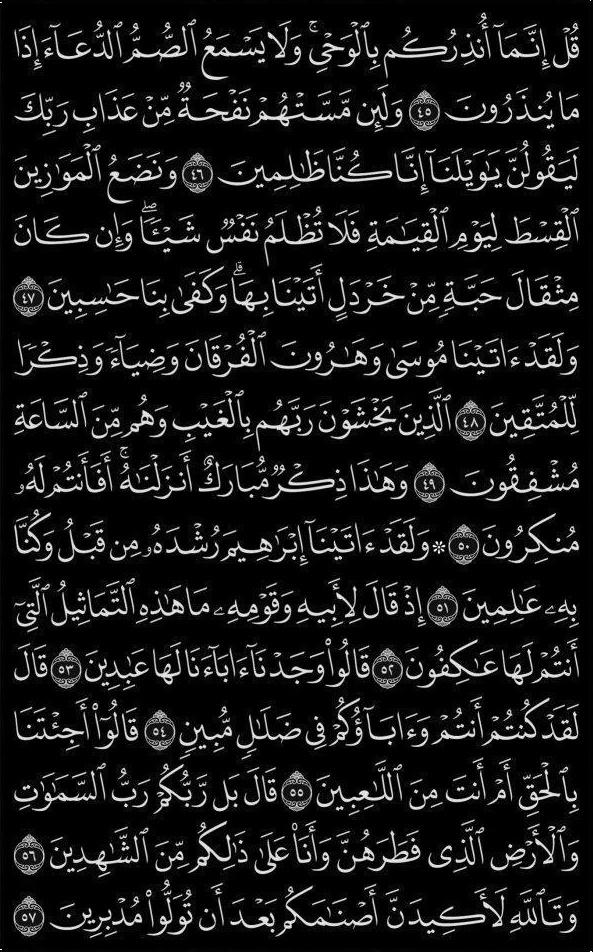 قُلْ إِنَّمَآ أُنذِرُكُم بِٱلْوَحْىِ ۚ وَلَا يَسْمَعُ ٱلصُّمُّ ٱلدُّعَآءَ إِذَا
مَا يُنذَرُونَ ٤٥ وَلَئِن مَّسَّتْهُمْ نَفْحَةٌ مِّنْ عَذَابِ رَبِّكَ
لَيَقُولُنَّ يَٰوَيْلَنَآ إِنَّا كُنَّا ظَٰلِمِينَ ٤٦ وَنَضَعُ ٱلْمَوَٰزِينَ
ٱلْقِسْطَ لِيَوْمِ ٱلْقِيَٰمَةِ فَلَا تُظْلَمُ نَفْسٌ شَيْـًٔا ۖ وَإِن كَانَ
مِثْقَالَ حَبَّةٍ مِّنْ خَرْدَلٍ أَتَيْنَا بِهَا ۗ وَكَفَىٰ بِنَا حَٰسِبِينَ ٤٧
وَلَقَدْ ءَاتَيْنَا مُوسَىٰ وَهَٰرُونَ ٱلْفُرْقَانَ وَضِيَآءً وَذِكْرًا
لِّلْمُتَّقِينَ ٤٨ ٱلَّذِينَ يَخْشَوْنَ رَبَّهُم بِٱلْغَيْبِ وَهُم مِّنَ ٱلسَّاعَةِ
مُشْفِقُونَ ٤٩ وَهَٰذَا ذِكْرٌ مُّبَارَكٌ أَنزَلْنَٰهُ ۚ أَفَأَنتُمْ لَهُۥ
مُنكِرُونَ ٥٠ ۞ وَلَقَدْ ءَاتَيْنَآ إِبْرَٰهِيمَ رُشْدَهُۥ مِن قَبْلُ وَكُنَّا
بِهِۦ عَٰلِمِينَ ٥١ إِذْ قَالَ لِأَبِيهِ وَقَوْمِهِۦ مَا هَٰذِهِ ٱلتَّمَاثِيلُ ٱلَّتِىٓ
أَنتُمْ لَهَا عَٰكِفُونَ ٥٢ قَالُوا۟ وَجَدْنَآ ءَابَآءَنَا لَهَا عَٰبِدِينَ ٥٣ قَالَ
لَقَدْ كُنتُمْ أَنتُمْ وَءَابَآؤُكُمْ فِى ضَلَٰلٍ مُّبِينٍ ٥٤ قَالُوٓا۟ أَجِئْتَنَا
بِٱلْحَقِّ أَمْ أَنتَ مِنَ ٱللَّٰعِبِينَ ٥٥ قَالَ بَل رَّبُّكُمْ رَبُّ ٱلسَّمَٰوَٰتِ
وَٱلْأَرْضِ ٱلَّذِى فَطَرَهُنَّ وَأَنَا۠ عَلَىٰ ذَٰلِكُم مِّنَ ٱلشَّٰهِدِينَ ٥٦
وَتَٱللَّهِ لَأَكِيدَنَّ أَصْنَٰمَكُم بَعْدَ أَن تُوَلُّوا۟ مُدْبِرِينَ ٥٧